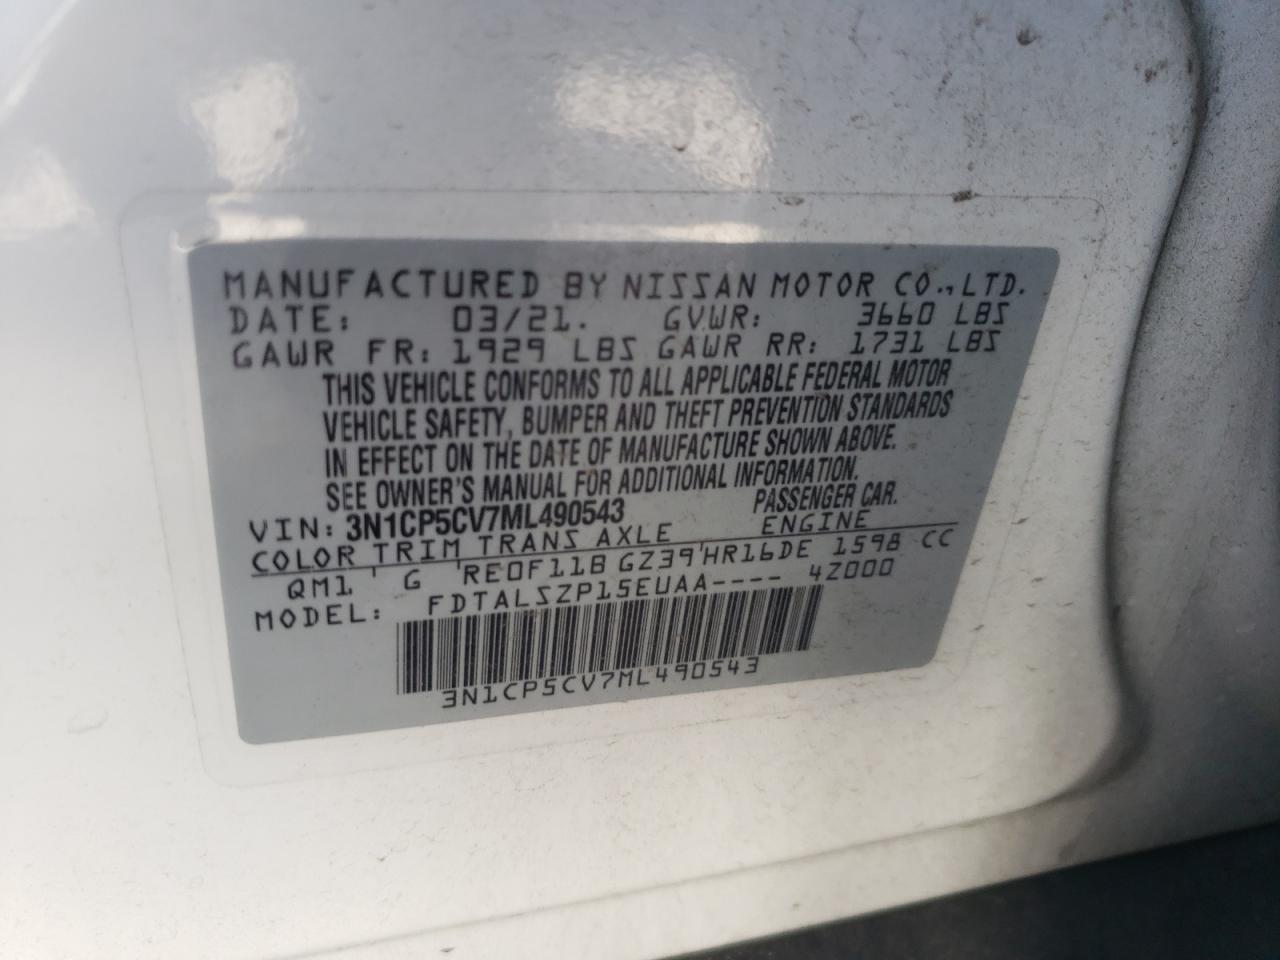 MANUFACTURED BY NISSAN MOTOR CO.,LTD.
DATE: 03/21. GVWR: 3660 LBS
GAWR FR: 1929 LBS GAWR RR: 1731 LBS
THIS VEHICLE CONFORMS TO ALL APPLICABLE FEDERAL MOTOR
VEHICLE SAFETY, BUMPER AND THEFT PREVENTION STANDARDS
IN EFFECT ON THE DATE OF MANUFACTURE SHOWN ABOVE.
SEE OWNER'S MANUAL FOR ADDITIONAL INFORMATION.
VIN: 3N1CP5CV7ML490543 PASSENGER CAR.
COLOR TRIM TRANS AXLE ENGINE
QM1 ' G 'RE0F11B GZ39'HR16DE 1598 CC
MODEL: FDTALSZP15EUAA---- 4Z000
3N1CP5CV7ML490543